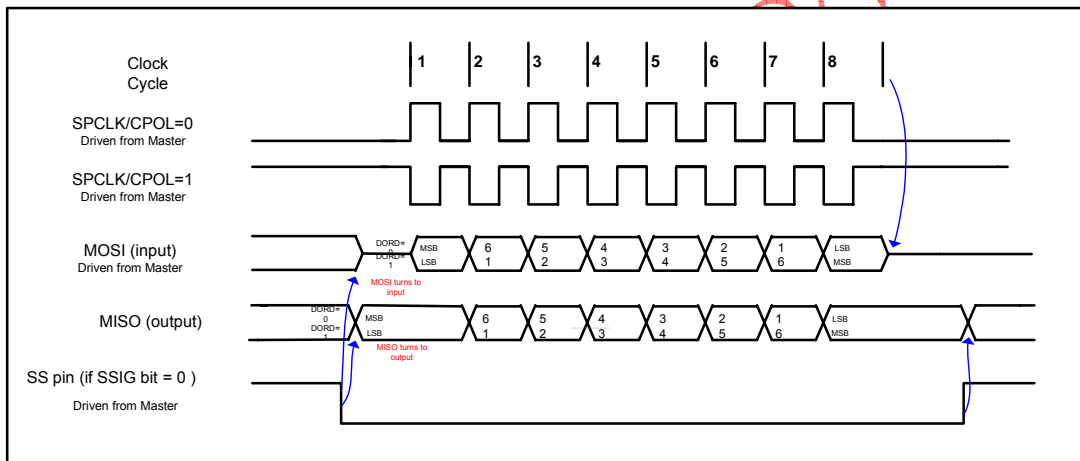 Clock
Cycle
1 2 3 4 5 6 7 8
SPCLK/CPOL=0
Driven from Master
SPCLK/CPOL=1
Driven from Master
MOSI (input)
Driven from Master
DORD=
0
DORD=
1
MSB 6 5 4 3 2 1 LSB
LSB 1 2 3 4 5 6 MSB
MOSI turns to
input
MISO (output)
DORD=
0
DORD=
1
MSB 6 5 4 3 2 1 LSB
LSB 1 2 3 4 5 6 MSB
MISO turns to
output
SS pin (if SSIG bit = 0 )
Driven from Master